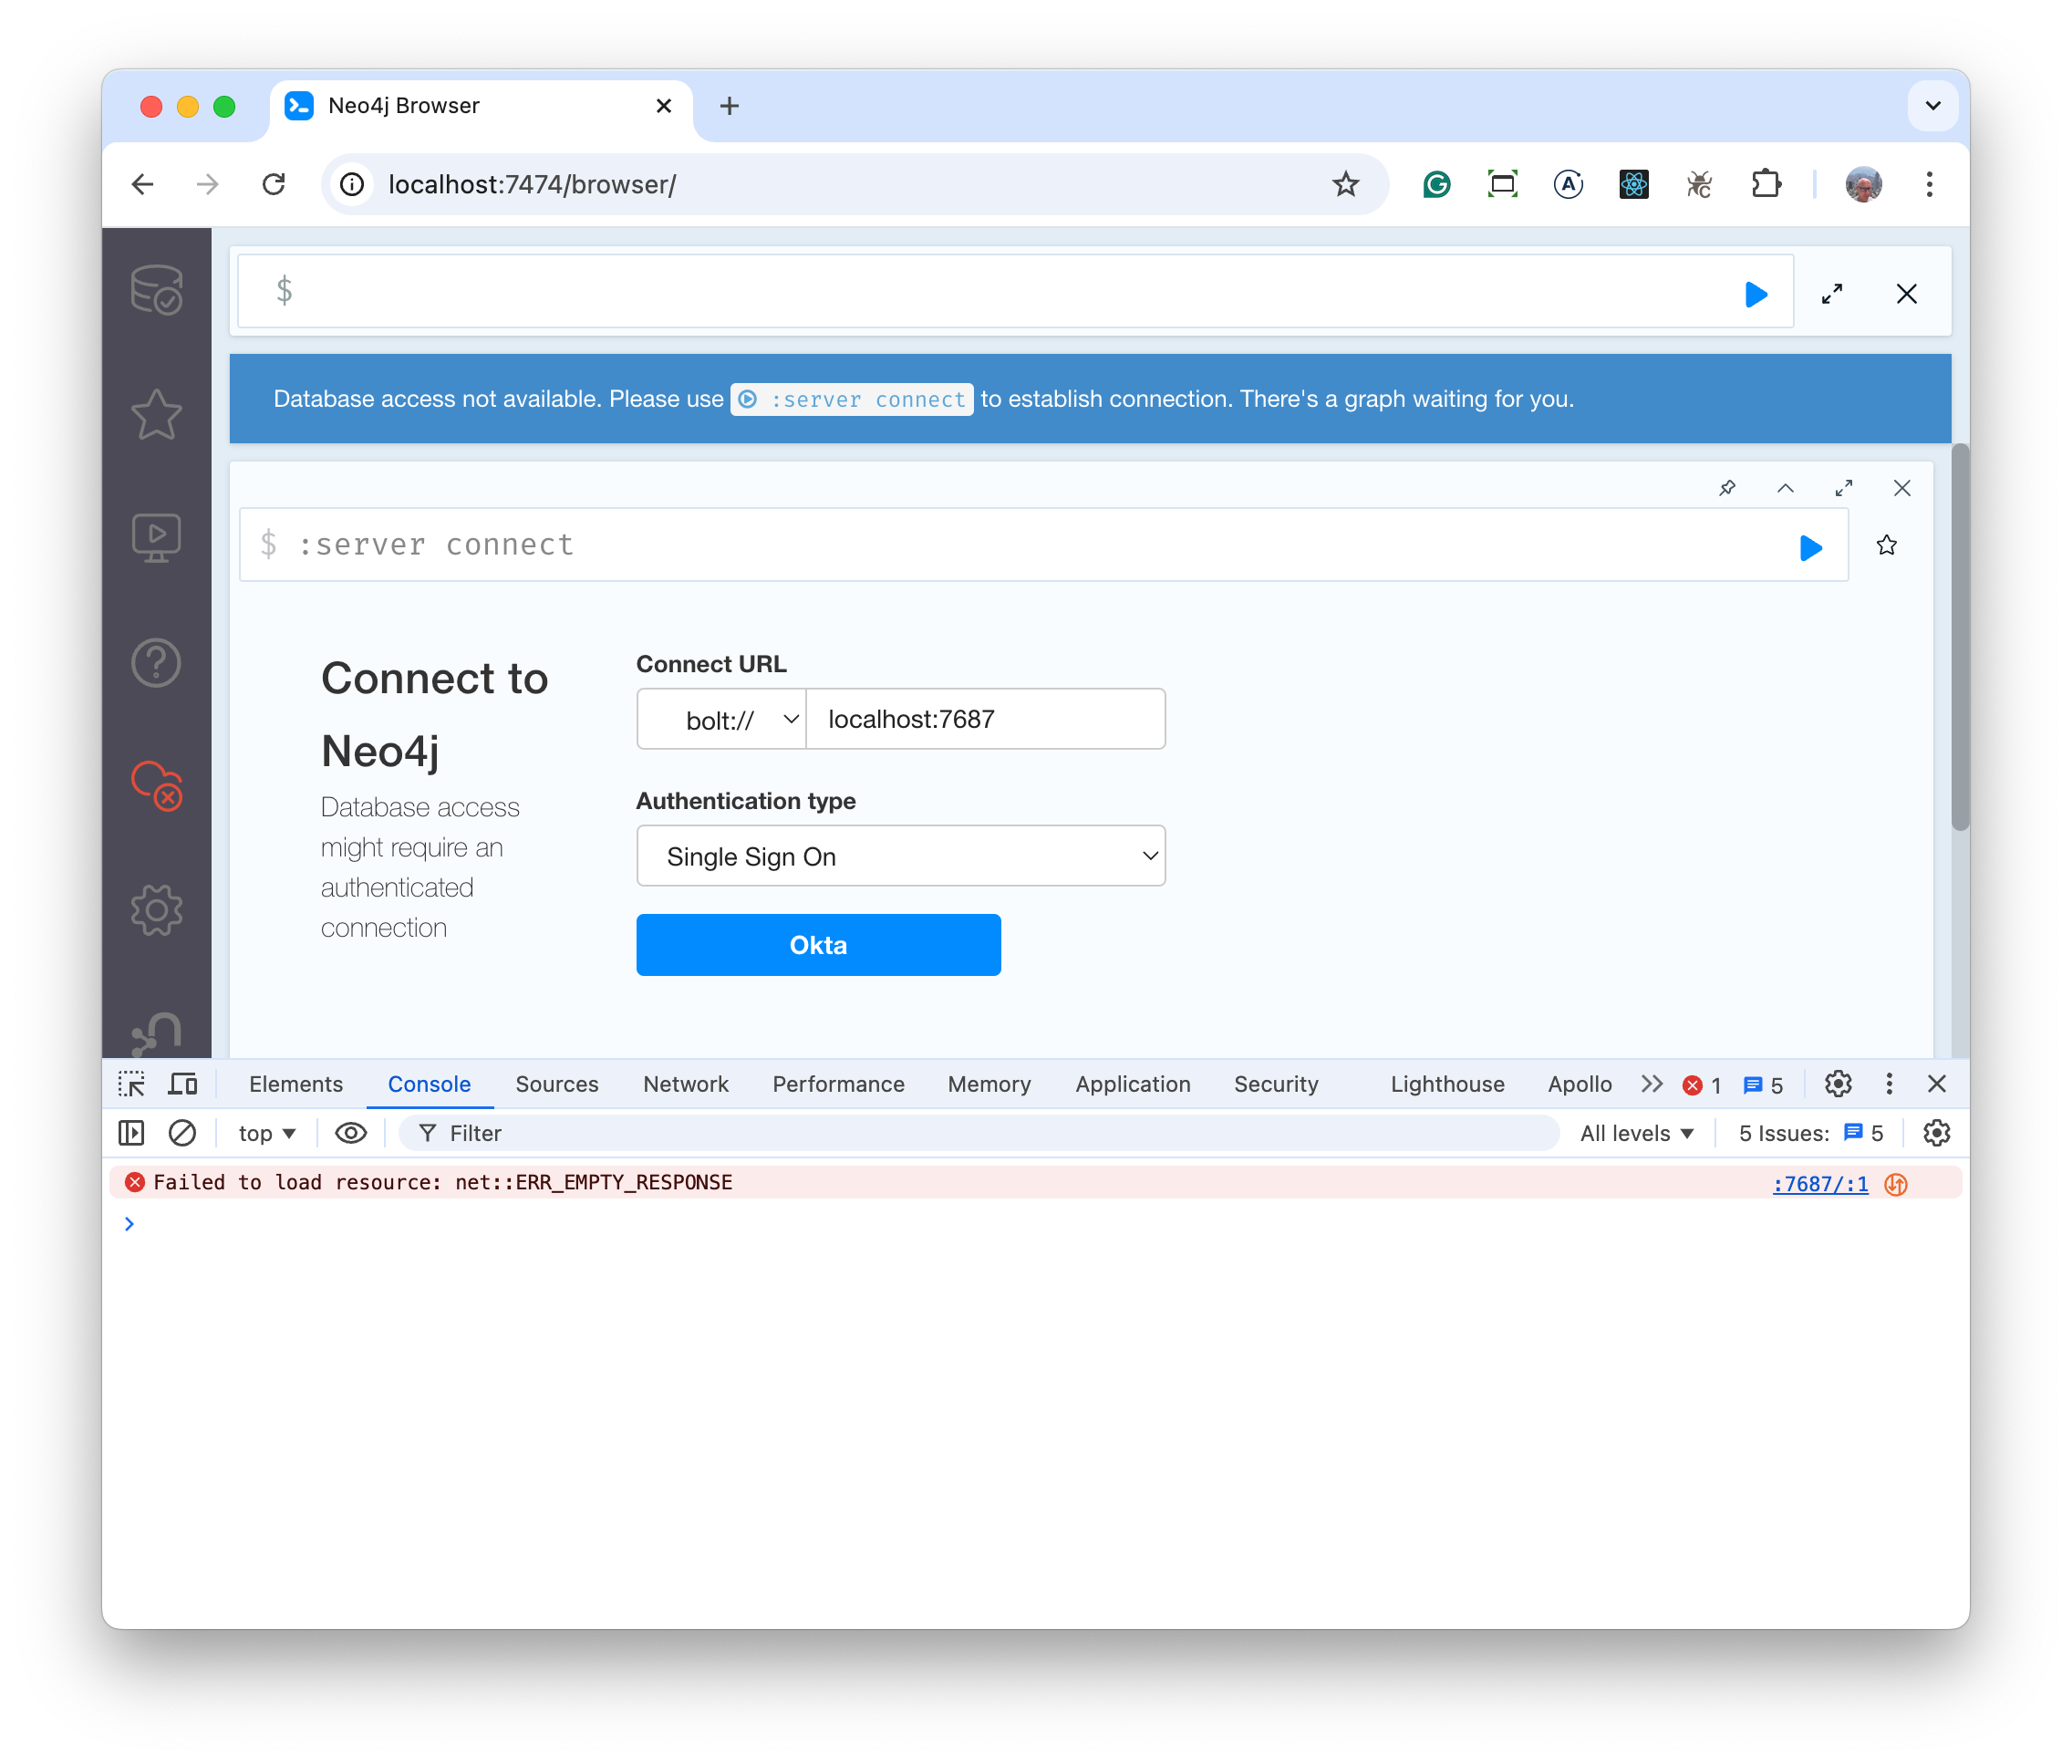 Neo4j Browser
localhost:7474/browser/
$
Database access not available. Please use :server connect to establish connection. There's a graph waiting for you.
$ :server connect
Connect to
Neo4j
Database access
might require an
authenticated
connection
Connect URL
bolt:// localhost:7687
Authentication type
Single Sign On
Okta
Elements Console Sources Network Performance Memory Application Security Lighthouse Apollo 1 5
top Filter All levels 5 Issues: 5
Failed to load resource: net::ERR_EMPTY_RESPONSE :7687/:1